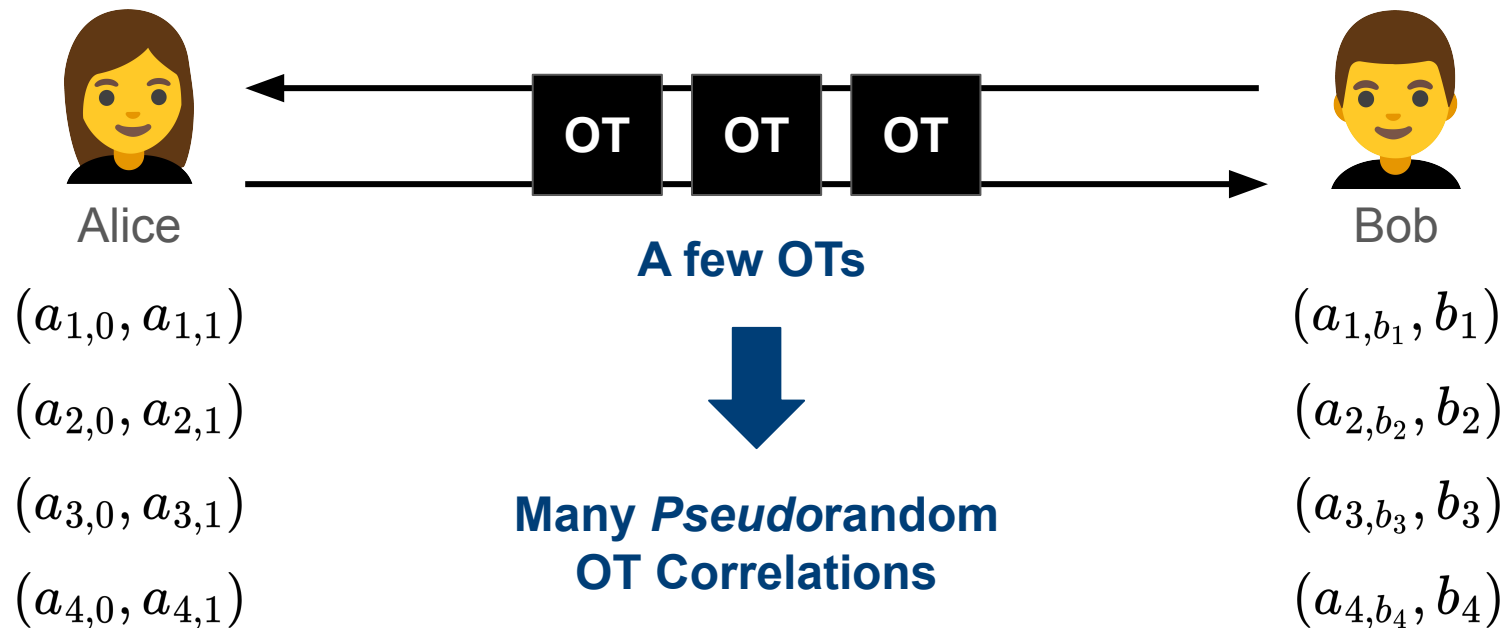 OT OT OT
Alice
Bob
A few OTs
(a_{1,0}, a_{1,1})
(a_{1,b_1}, b_1)
(a_{2,0}, a_{2,1})
(a_{2,b_2}, b_2)
(a_{3,0}, a_{3,1})
(a_{3,b_3}, b_3)
Many Pseudorandom
OT Correlations
(a_{4,0}, a_{4,1})
(a_{4,b_4}, b_4)